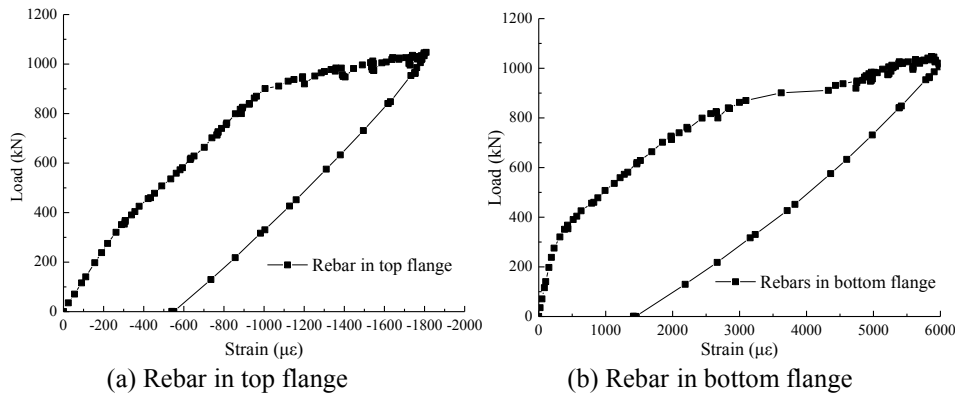 1200
1000
800
600
400
200
0
Load (kN)
Rebar in top flange
0 -200 -400 -600 -800 -1000 -1200 -1400 -1600 -1800 -2000
Strain (με)
(a) Rebar in top flange
1200
1000
800
600
400
200
0
Load (kN)
Rebars in bottom flange
0 1000 2000 3000 4000 5000 6000
Strain (με)
(b) Rebar in bottom flange